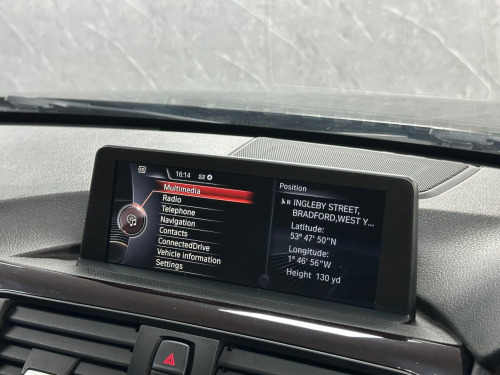 16:14
Multimedia
Radio
Telephone
Navigation
Contacts
ConnectedDrive
Vehicle information
Settings
Position
N INGLEBY STREET,
BRADFORD,WEST Y...
Latitude:
53° 47' 50"N
Longitude:
1° 46' 56"W
Height 130 yd